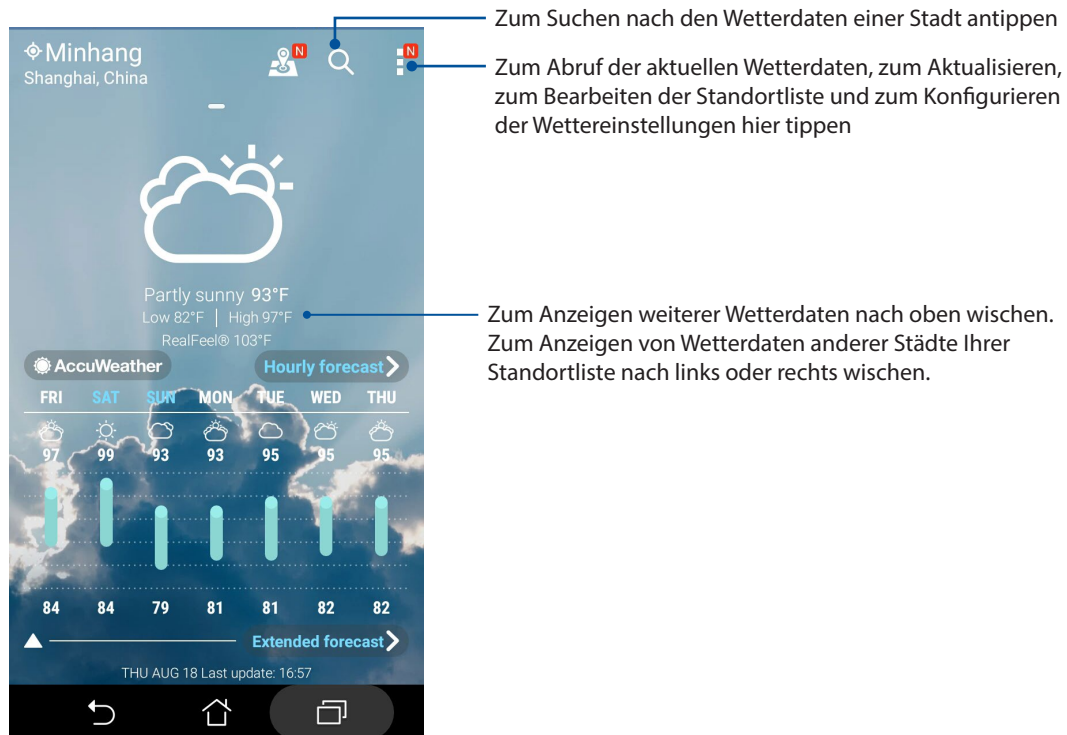 Zum Suchen nach den Wetterdaten einer Stadt antippen
Minhang
Shanghai, China
N
N
Zum Abruf der aktuellen Wetterdaten, zum Aktualisieren,
zum Bearbeiten der Standortliste und zum Konfigurieren
der Wettereinstellungen hier tippen
Partly sunny 93°F
Low 82°F | High 97°F
RealFeel® 103°F
Zum Anzeigen weiterer Wetterdaten nach oben wischen.
Zum Anzeigen von Wetterdaten anderer Städte Ihrer
Standortliste nach links oder rechts wischen.
AccuWeather
Hourly forecast
FRI SAT SUN MON TUE WED THU
97 99 93 93 95 95 95
84 84 79 81 81 82 82
Extended forecast
THU AUG 18 Last update: 16:57